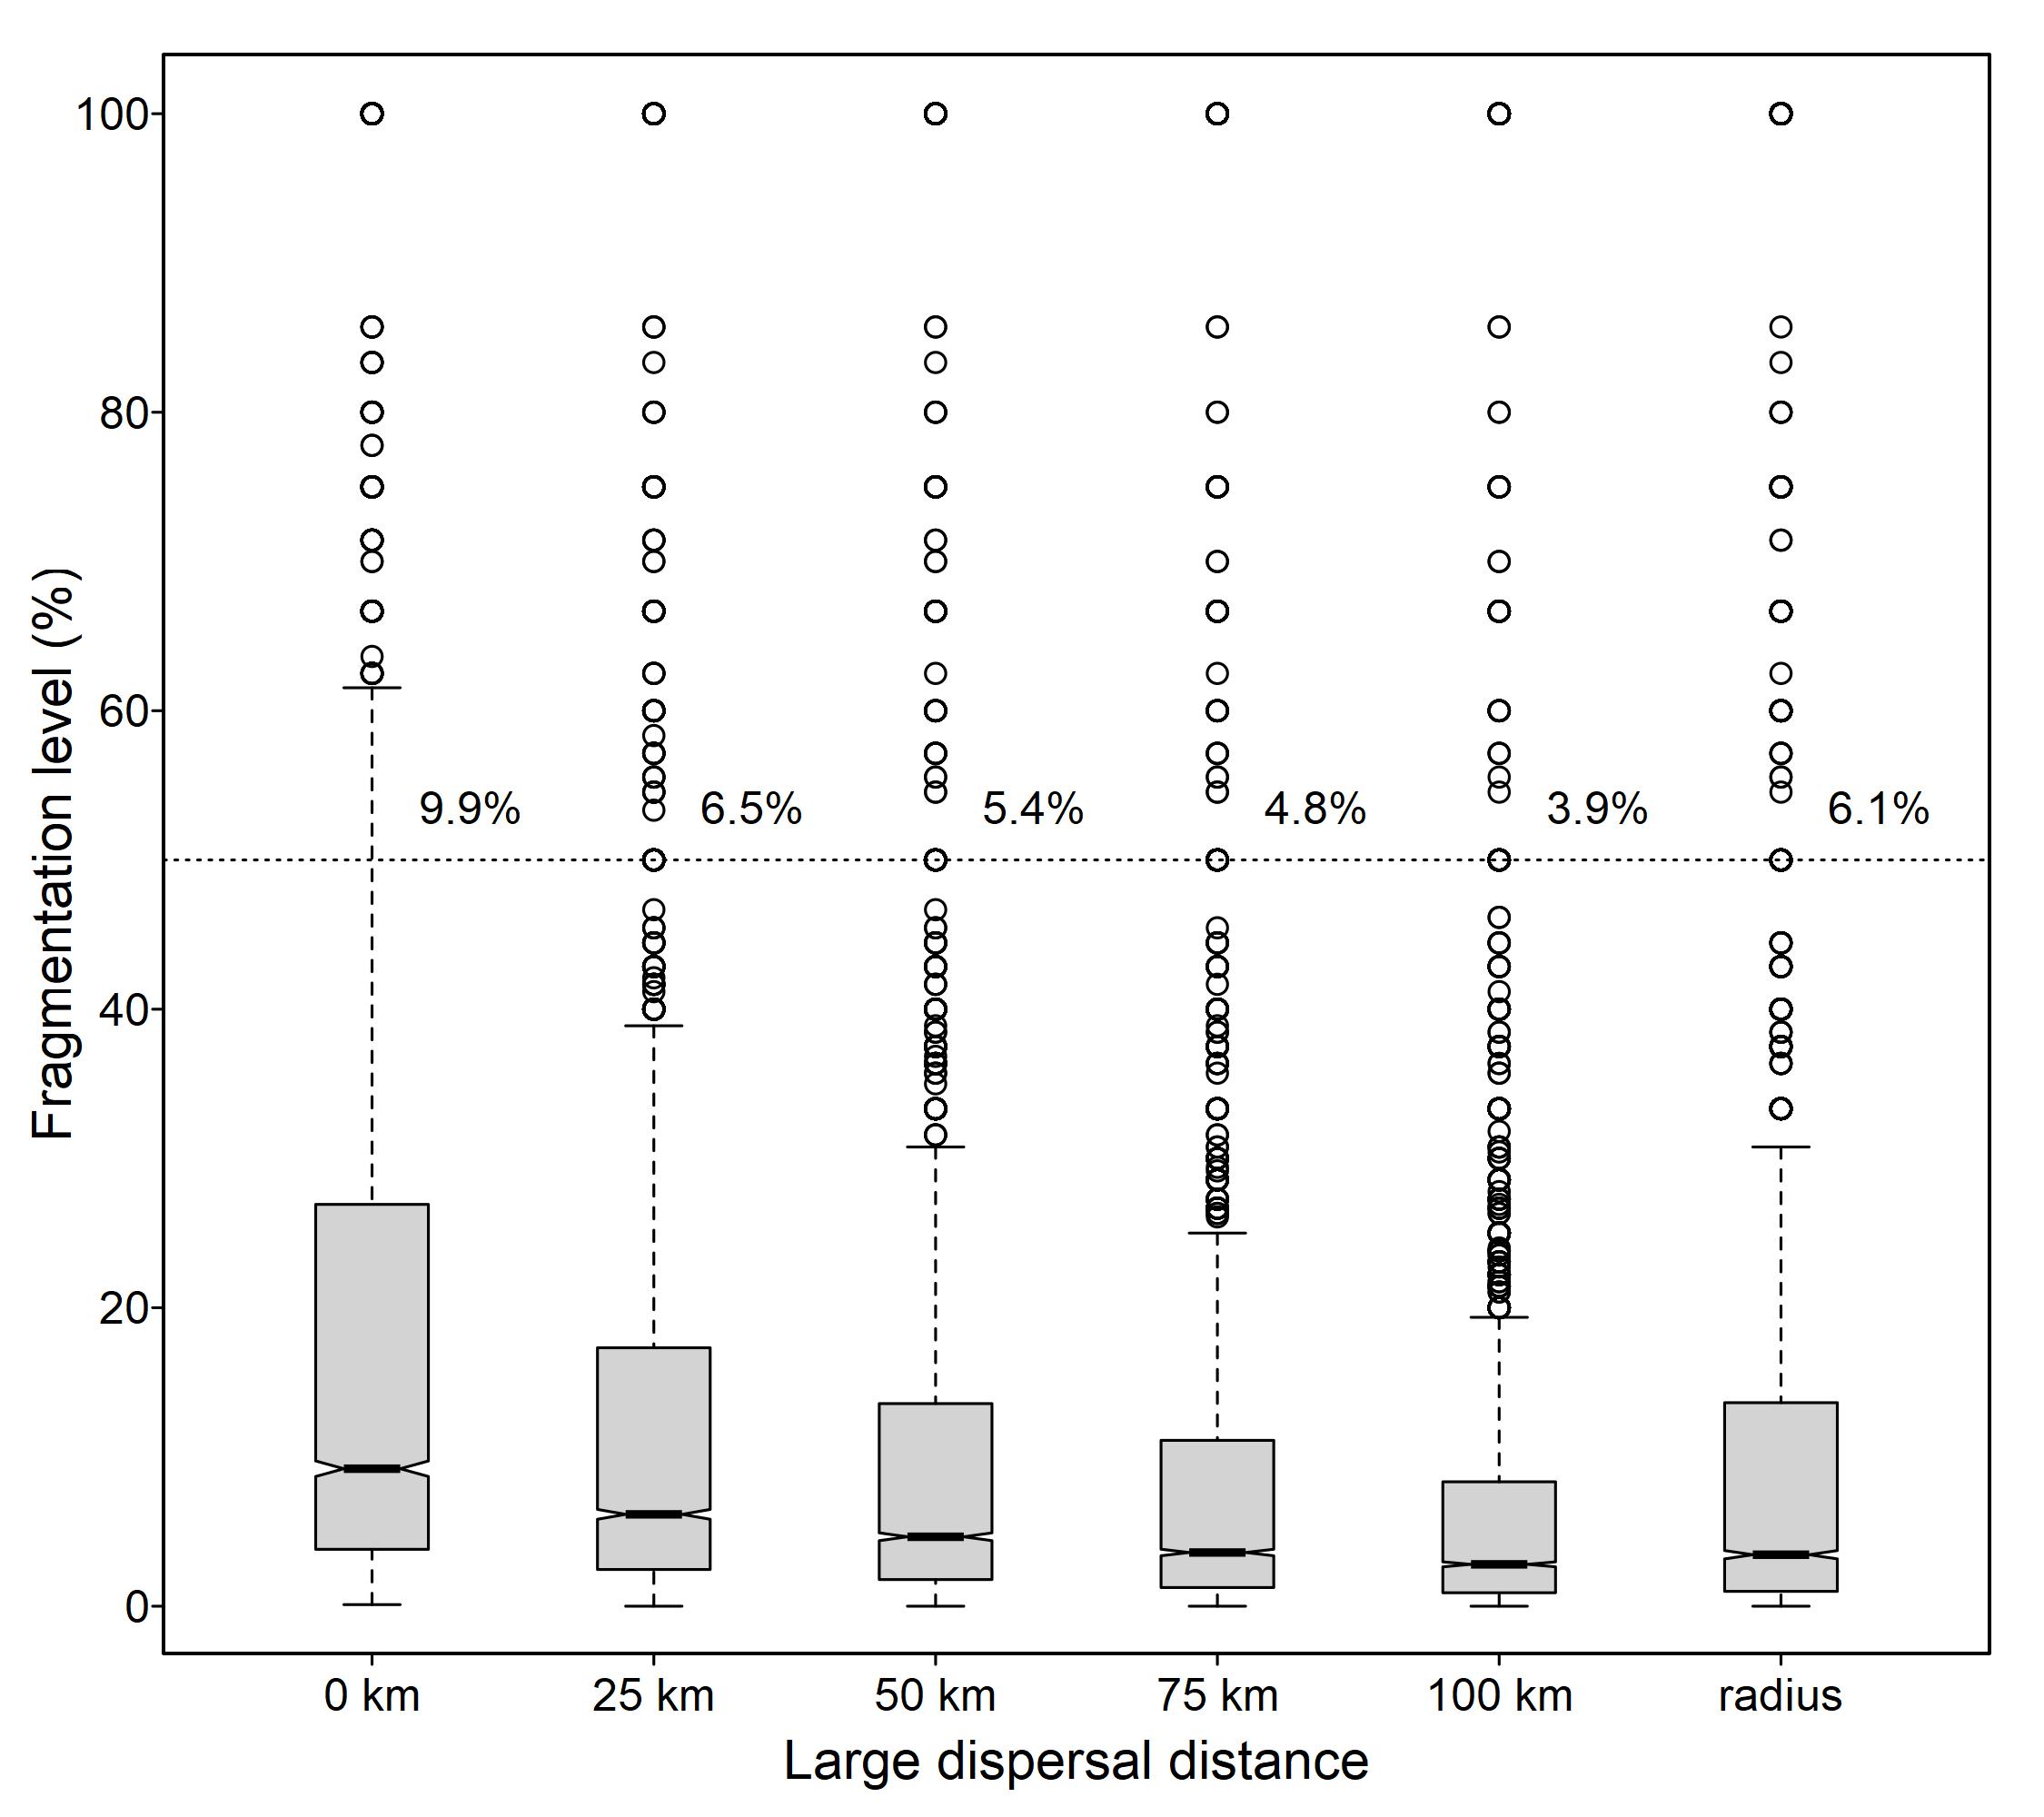 Fragmentation level (%)
100
80
60
40
20
0
9.9%
6.5%
5.4%
4.8%
3.9%
6.1%
0 km
25 km
50 km
75 km
100 km
radius
Large dispersal distance